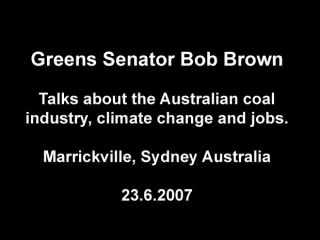 Greens Senator Bob Brown
Talks about the Australian coal
industry, climate change and jobs.
Marrickville, Sydney Australia
23.6.2007